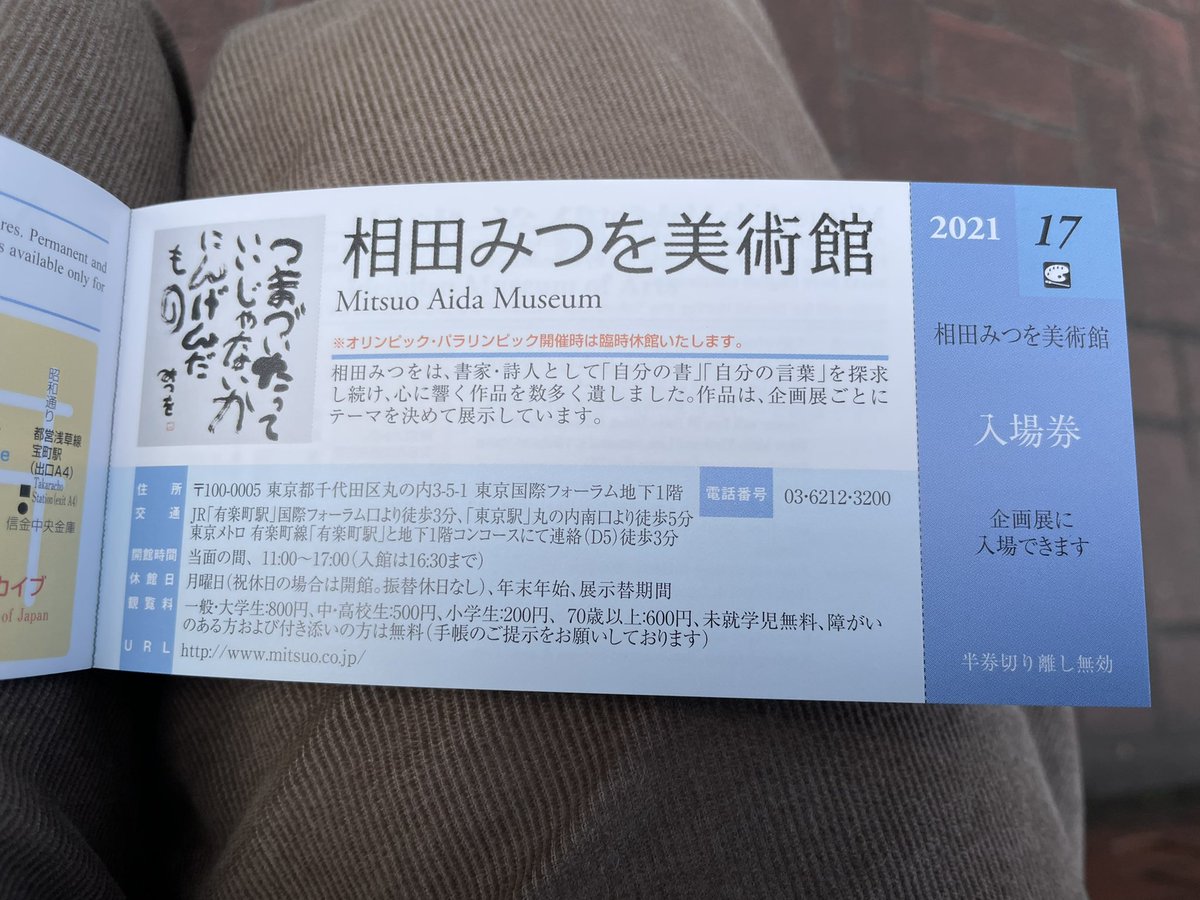 res. Permanent and
s available only for
昭和通り
都営浅草線
宝町駅
(出口A4)
Takaracho
Station (exit A4)
信金中央金庫
カイブ
of Japan
つまづいたって
いいじゃないか
にんげんだ
もの
みつを
相田みつを美術館
Mitsuo Aida Museum
※オリンピック・パラリンピック開催時は臨時休館いたします。
相田みつをは、書家・詩人として「自分の書」「自分の言葉」を探求
し続け、心に響く作品を数多く遺しました。作品は、企画展ごとに
テーマを決めて展示しています。
住所 〒100-0005 東京都千代田区丸の内3-5-1 東京国際フォーラム地下1階 電話番号 03・6212・3200
交通 JR「有楽町駅」国際フォーラム口より徒歩3分、「東京駅」丸の内南口より徒歩5分
東京メトロ 有楽町線「有楽町駅」と地下1階コンコースにて連絡(D5)徒歩3分
開館時間 当面の間、11:00〜17:00(入館は16:30まで)
休館日 月曜日(祝休日の場合は開館。振替休日なし)、年末年始、展示替期間
観覧料 一般・大学生:800円、中・高校生:500円、小学生:200円、70歳以上:600円、未就学児無料、障がい
のある方および付き添いの方は無料(手帳のご提示をお願いしております)
URL http://www.mitsuo.co.jp/
2021 17
相田みつを美術館
入場券
企画展に
入場できます
半券切り離し無効